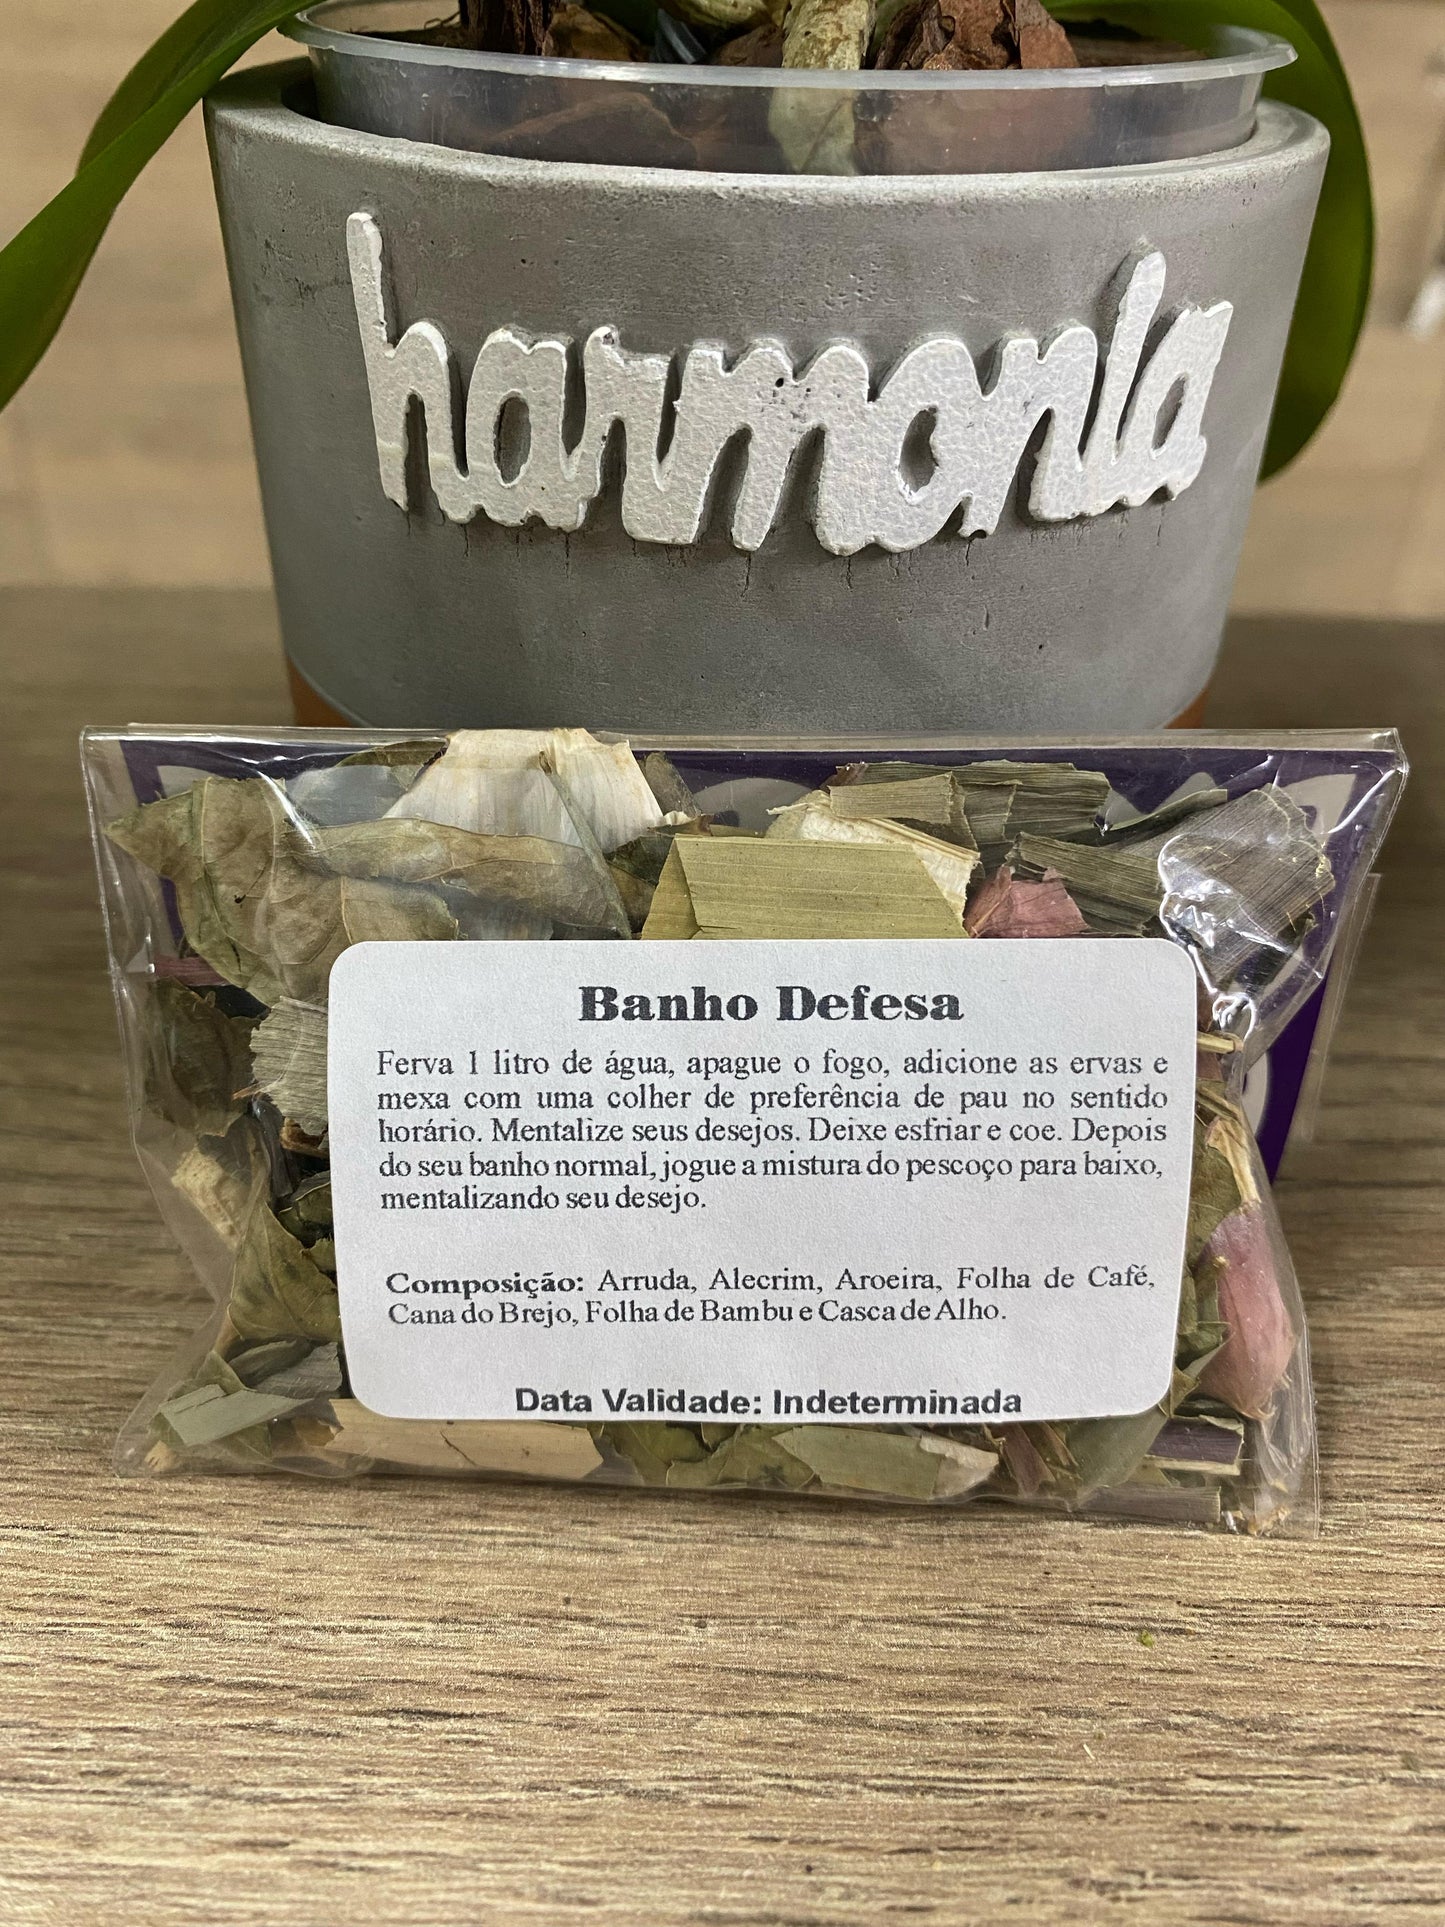 harmonia
Banho Defesa
Ferva 1 litro de água, apague o fogo, adicione as ervas e
mexa com uma colher de preferência de pau no sentido
horário. Mentalize seus desejos. Deixe esfriar e coe. Depois
do seu banho normal, jogue a mistura do pescoço para baixo,
mentalizando seu desejo.
Composição: Arruda, Alecrim, Aroeira, Folha de Café,
Cana do Brejo, Folha de Bambu e Casca de Alho.
Data Validade: Indeterminada